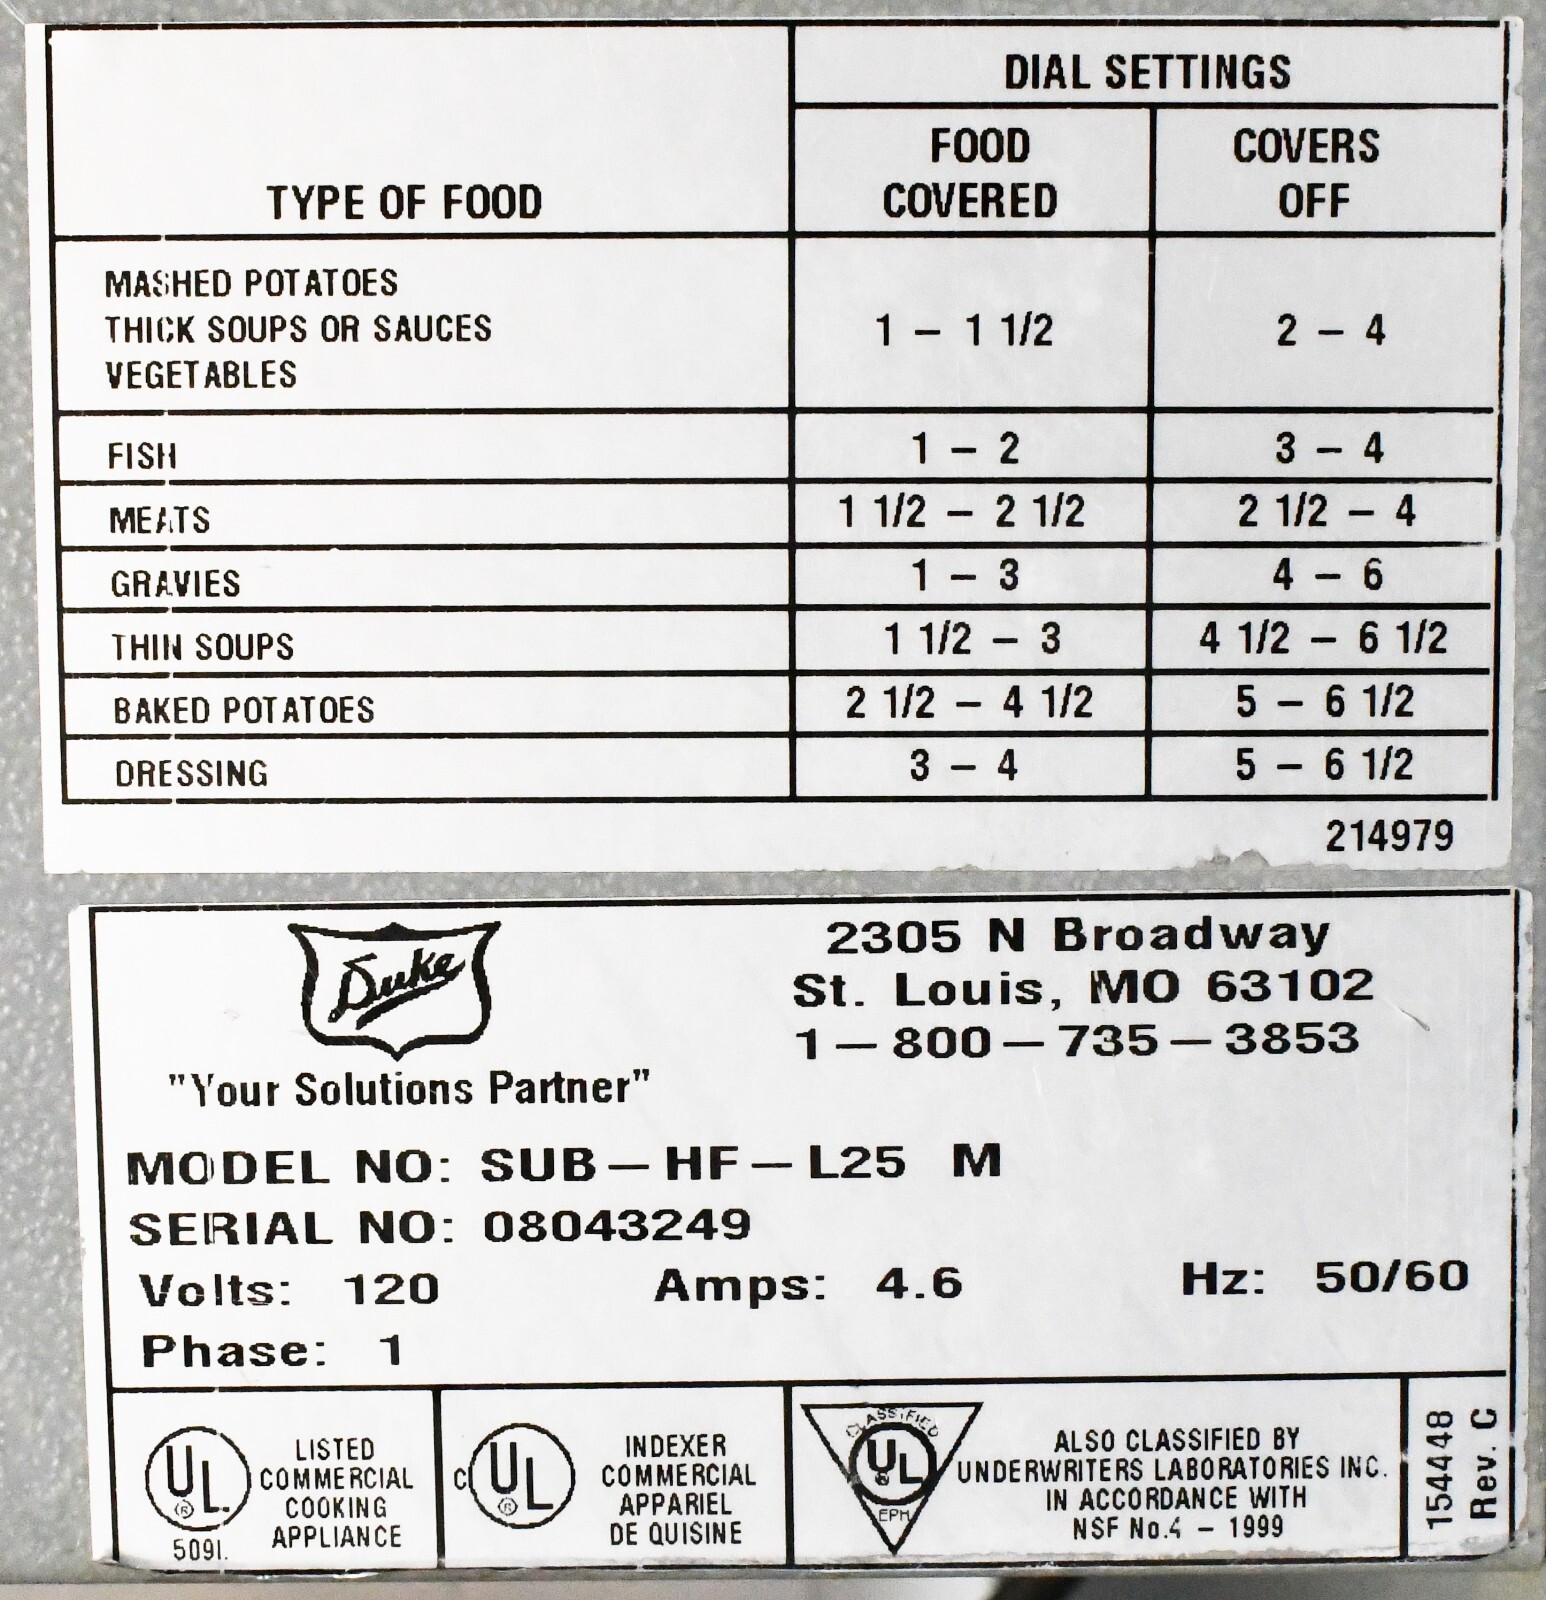 DIAL SETTINGS
TYPE OF FOOD
FOOD COVERED
COVERS OFF
MASHED POTATOES
THICK SOUPS OR SAUCES
VEGETABLES
1 – 1 1/2
2 – 4
FISH 1 – 2 3 – 4
MEATS 1 1/2 – 2 1/2 2 1/2 – 4
GRAVIES 1 – 3 4 – 6
THIN SOUPS 1 1/2 – 3 4 1/2 – 6 1/2
BAKED POTATOES 2 1/2 – 4 1/2 5 – 6 1/2
DRESSING 3 – 4 5 – 6 1/2
214979
Duke
"Your Solutions Partner"
2305 N Broadway
St. Louis, MO 63102
1–800–735–3853
MODEL NO: SUB–HF–L25 M
SERIAL NO: 08043249
Volts: 120 Amps: 4.6 Hz: 50/60
Phase: 1
UL ®
509I.
LISTED
COMMERCIAL
COOKING
APPLIANCE
C UL ®
INDEXER
COMMERCIAL
APPARIEL
DE QUISINE
CLASSIFIED
UL ®
EPH
ALSO CLASSIFIED BY
UNDERWRITERS LABORATORIES INC.
IN ACCORDANCE WITH
NSF No.4 – 1999
154448
Rev. C